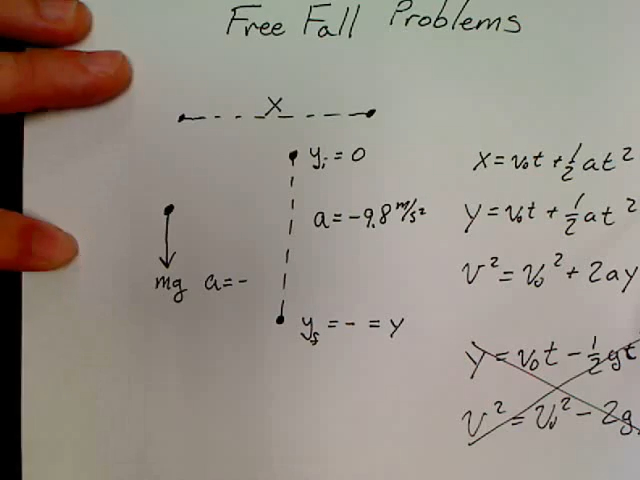 Free Fall Problems
X
yᵢ = 0
X = v₀t + ½at²
a = -9.8 m/s²
y = v₀t + ½at²
mg a = -
v² = v₀² + 2ay
y_f = - = y
y = v₀t - ½gt
v² = v₀² - 2g